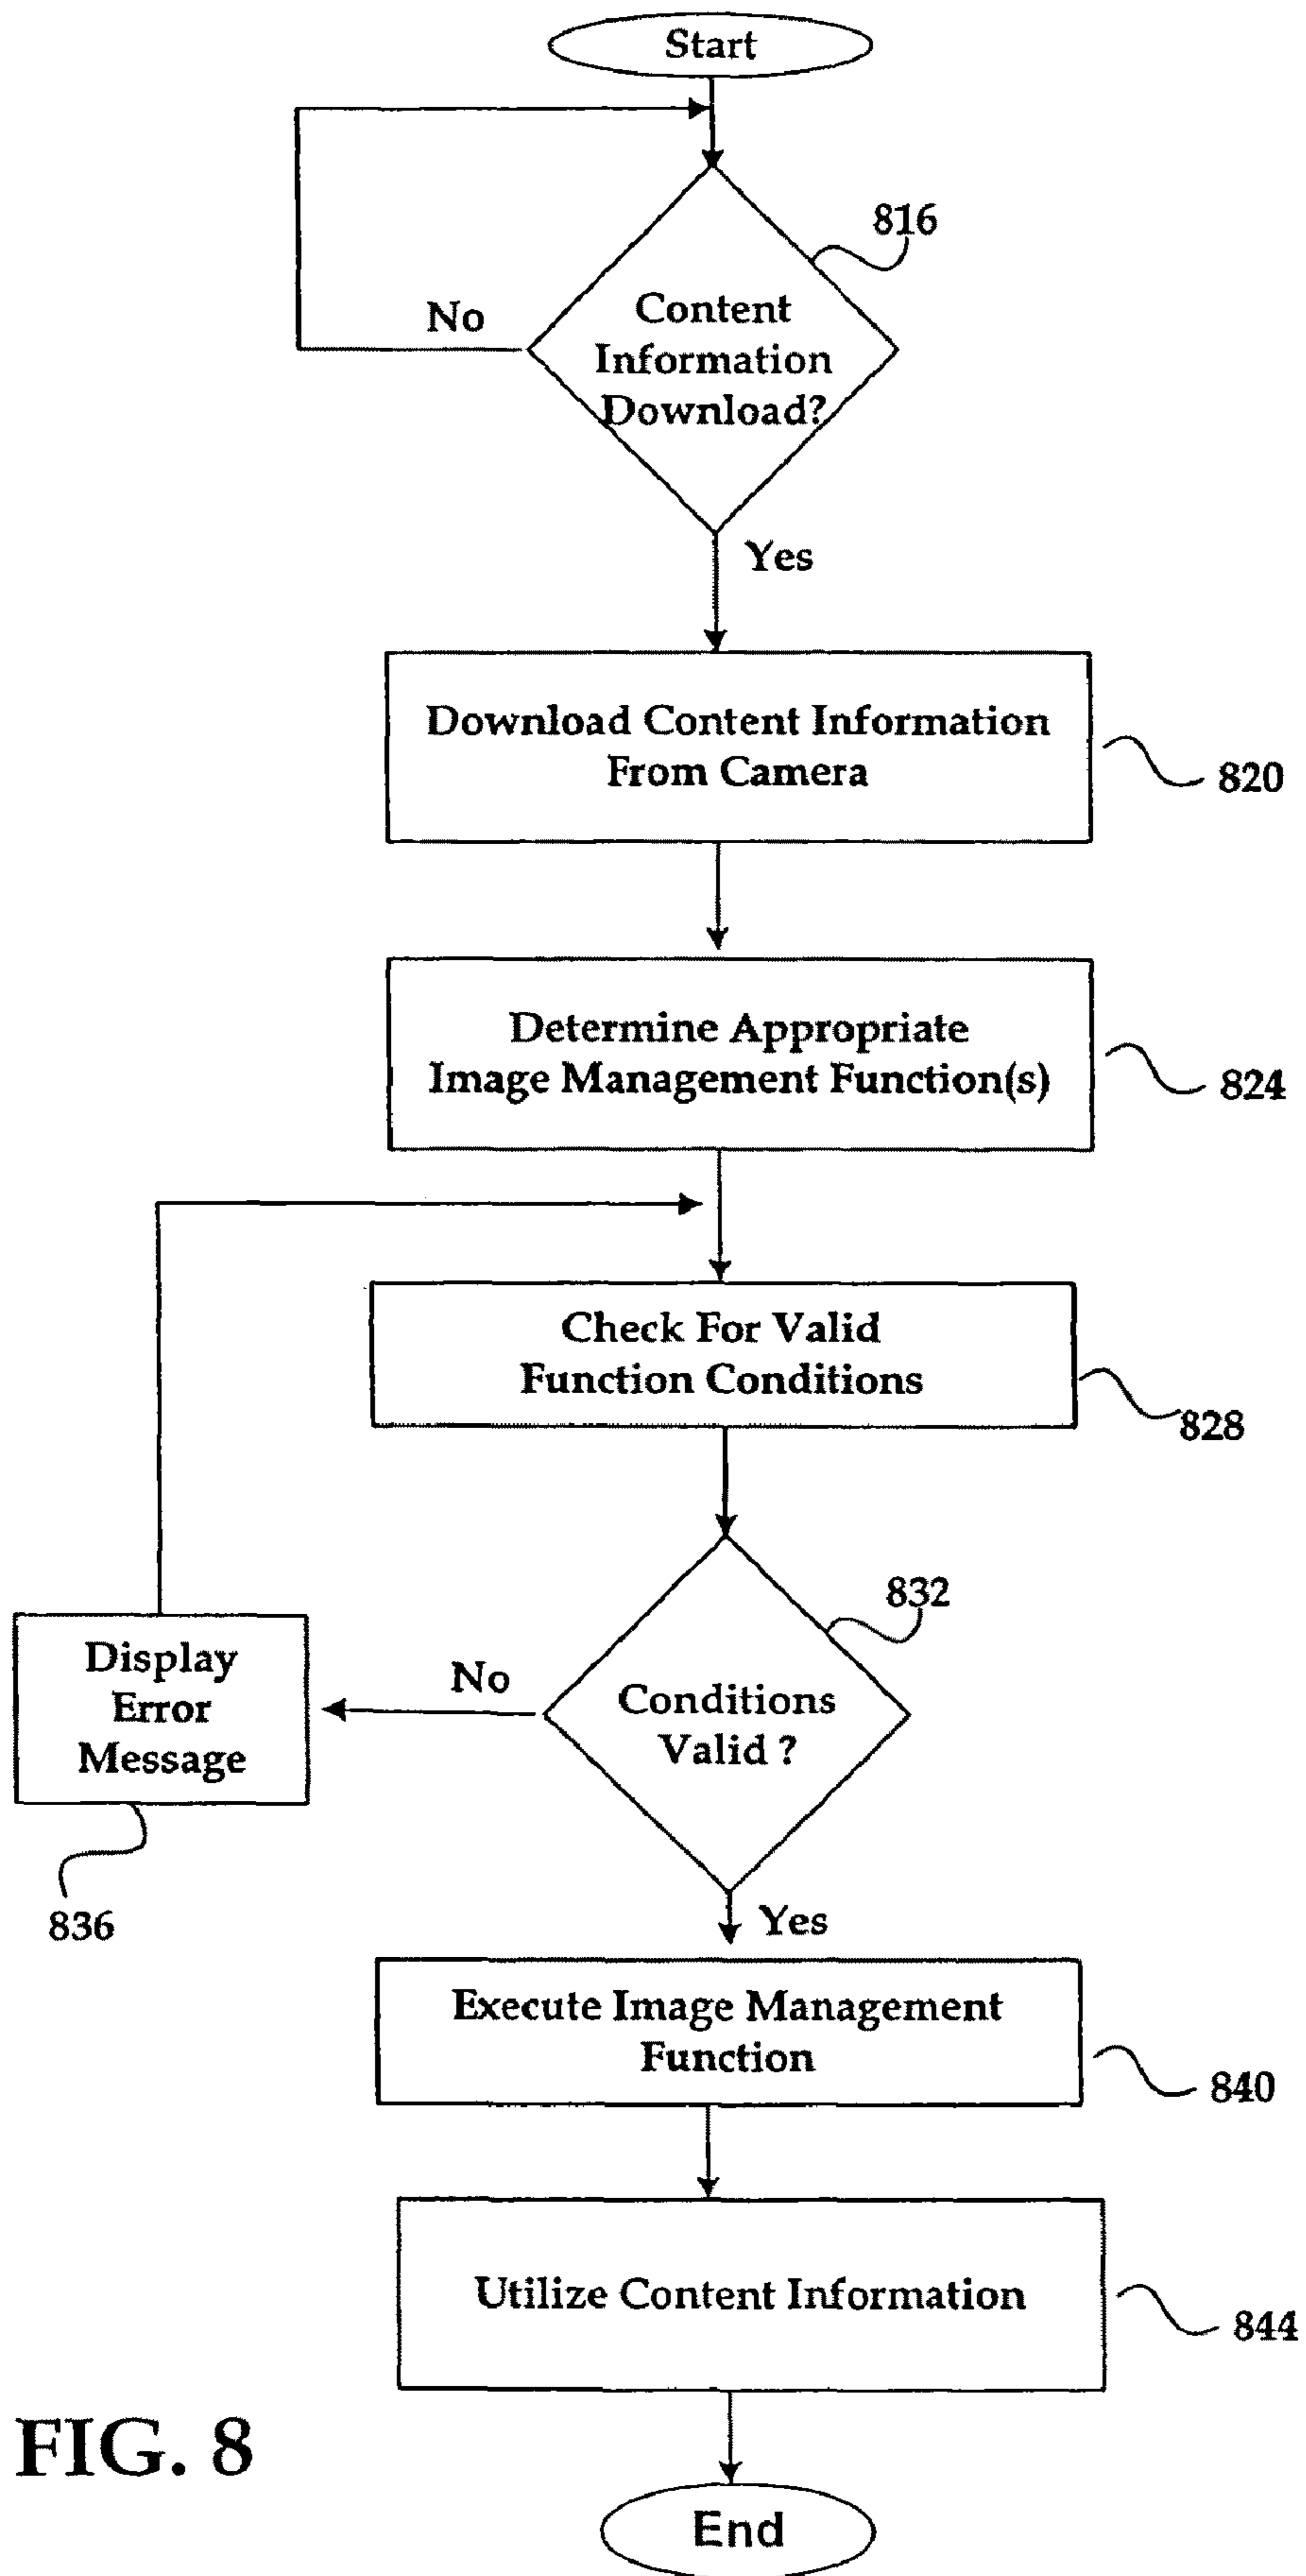 Start
816
No
Content
Information
Download?
Yes
Download Content Information
From Camera
820
Determine Appropriate
Image Management Function(s)
824
Check For Valid
Function Conditions
828
832
Display
Error
Message
No
Conditions
Valid ?
836
Yes
Execute Image Management
Function
840
Utilize Content Information
844
FIG. 8
End